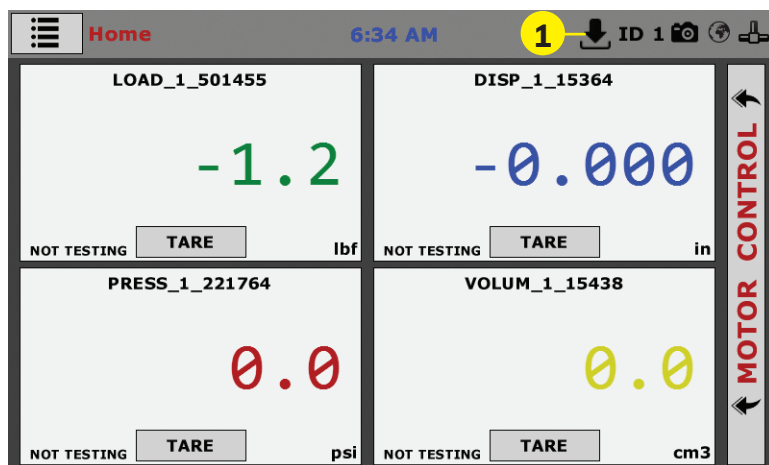 Home
6:34 AM
1
ID 1
LOAD_1_501455
-1.2
NOT TESTING
TARE
lbf
DISP_1_15364
-0.000
NOT TESTING
TARE
in
PRESS_1_221764
0.0
NOT TESTING
TARE
psi
VOLUM_1_15438
0.0
NOT TESTING
TARE
cm3
MOTOR CONTROL